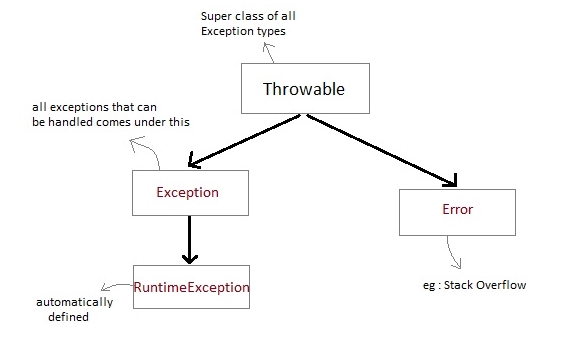 Super class of all
Exception types
Throwable
all exceptions that can
be handled comes under this
Exception
Error
RuntimeException
eg : Stack Overflow
automatically
defined